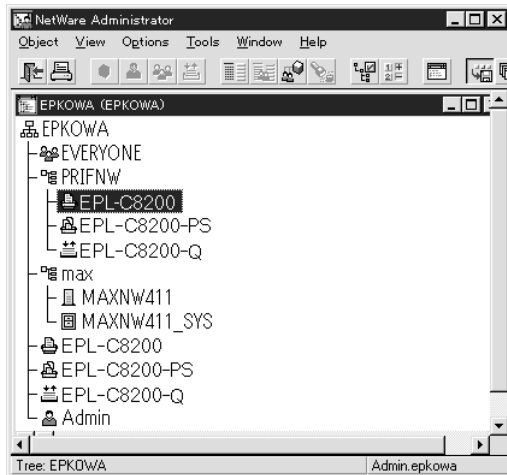 NetWare Administrator
Object View Options Tools Window Help
EPKOWA (EPKOWA)
EPKOWA
EVERYONE
PRIFNW
EPL-C8200
EPL-C8200-PS
EPL-C8200-Q
max
MAXNW411
MAXNW411_SYS
EPL-C8200
EPL-C8200-PS
EPL-C8200-Q
Admin
Tree: EPKOWA Admin.epkowa